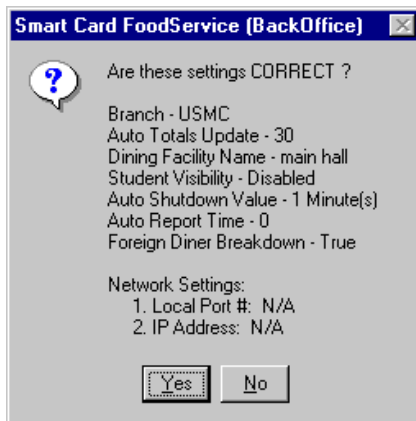 Smart Card FoodService (BackOffice)
Are these settings CORRECT ?
Branch - USMC
Auto Totals Update - 30
Dining Facility Name - main hall
Student Visibility - Disabled
Auto Shutdown Value - 1 Minute(s)
Auto Report Time - 0
Foreign Diner Breakdown - True
Network Settings:
1. Local Port #: N/A
2. IP Address: N/A
Yes No